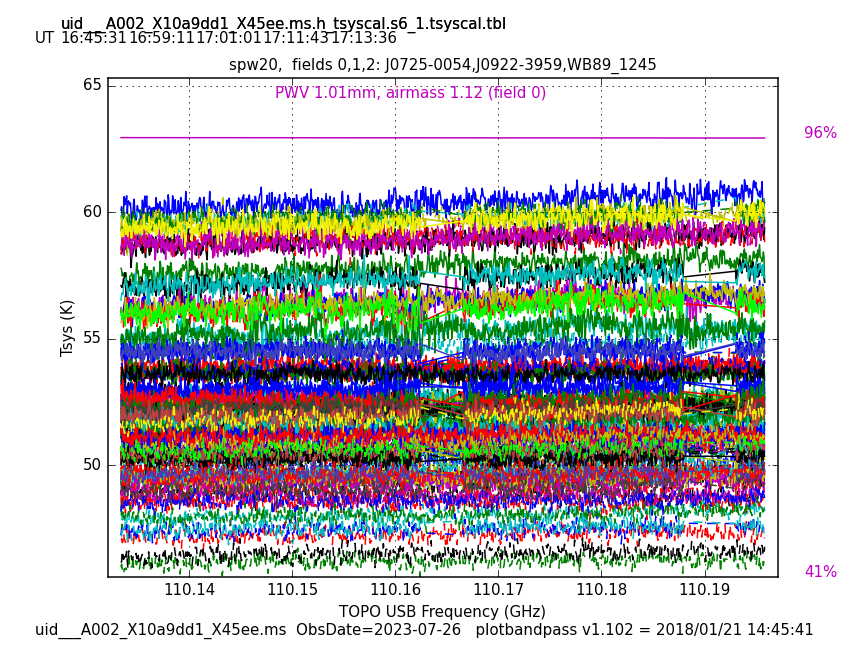 uid___A002_X10a9dd1_X45ee.ms.h_tsyscal.s6_1.tsyscal.tbl
UT 16:45:31 16:59:11 17:01:01 17:11:43 17:13:36
spw20,  fields 0,1,2: J0725-0054,J0922-3959,WB89_1245
PWV 1.01mm, airmass 1.12 (field 0)
96%
65
60
55
50
Tsys (K)
41%
110.14 110.15 110.16 110.17 110.18 110.19
TOPO USB Frequency (GHz)
uid___A002_X10a9dd1_X45ee.ms  ObsDate=2023-07-26   plotbandpass v1.102 = 2018/01/21 14:45:41